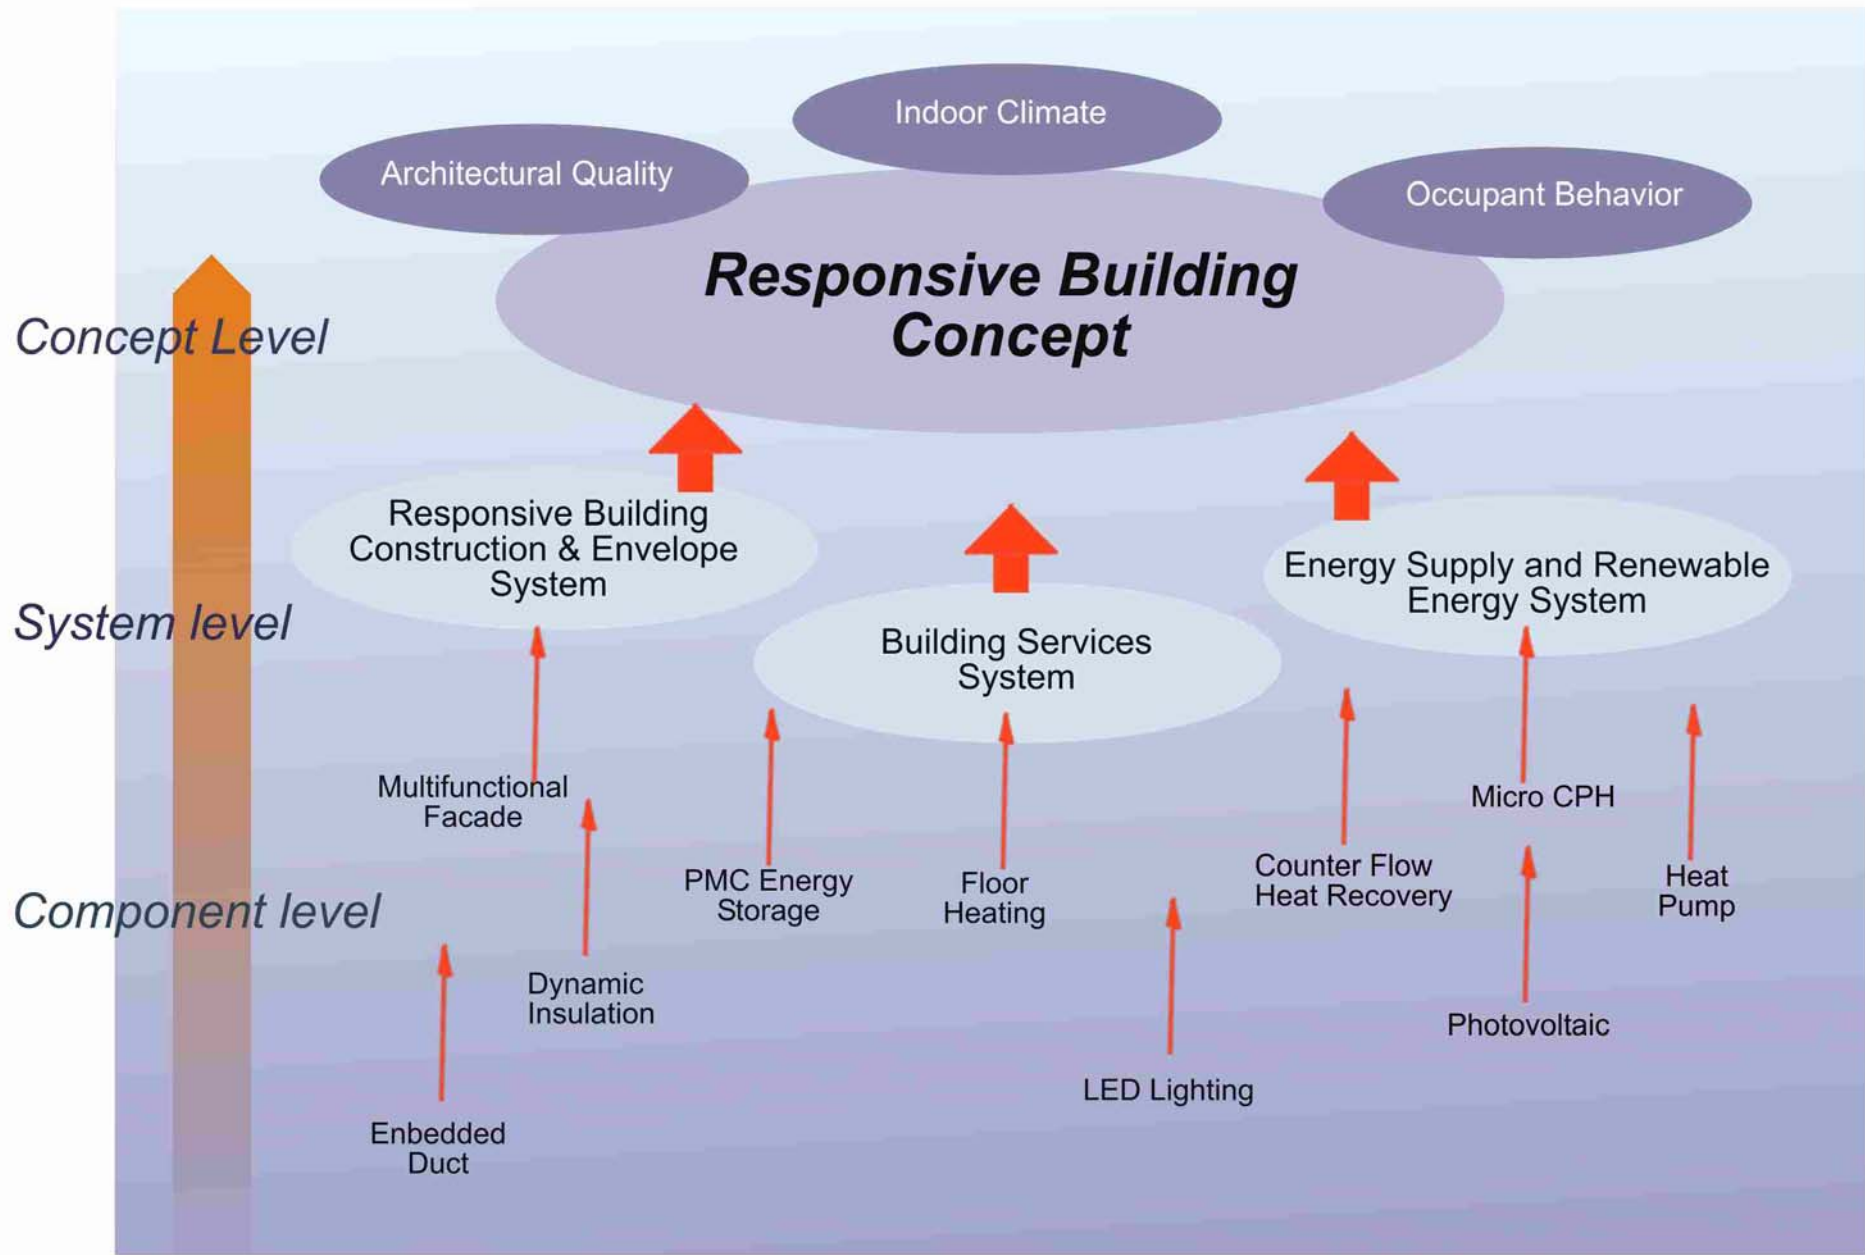 Indoor Climate
Architectural Quality
Occupant Behavior
Responsive Building
Concept
Concept Level
Responsive Building
Construction & Envelope
System
Energy Supply and Renewable
Energy System
System level
Building Services
System
Multifunctional
Facade
Micro CPH
PMC Energy
Storage
Floor
Heating
Counter Flow
Heat Recovery
Heat
Pump
Component level
Dynamic
Insulation
Photovoltaic
LED Lighting
Enbedded
Duct